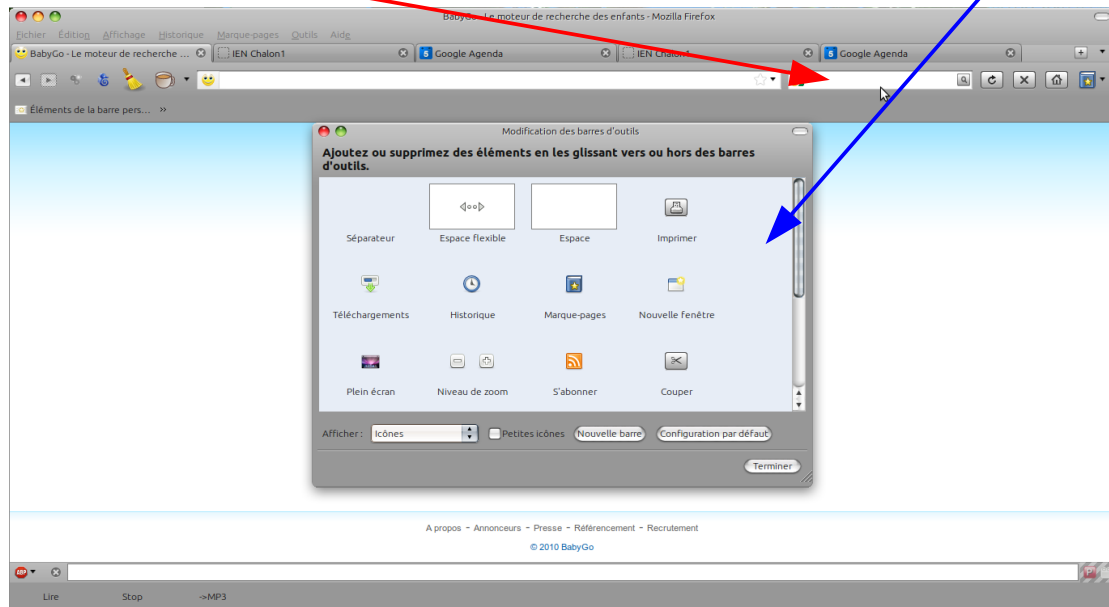 BabyGo - Le moteur de recherche des enfants - Mozilla Firefox
Fichier Édition Affichage Historique Marque-pages Outils Aide
BabyGo - Le moteur de recherche ... IEN Chalon1 Google Agenda IEN Chalon1 Google Agenda
Éléments de la barre pers... »
Modification des barres d'outils
Ajoutez ou supprimez des éléments en les glissant vers ou hors des barres
d'outils.
Séparateur Espace flexible Espace Imprimer
Téléchargements Historique Marque-pages Nouvelle fenêtre
Plein écran Niveau de zoom S'abonner Couper
Afficher : Icônes Petites icônes Nouvelle barre Configuration par défaut
Terminer
A propos - Annonceurs - Presse - Référencement - Recrutement
© 2010 BabyGo
ABP
Lire Stop ->MP3